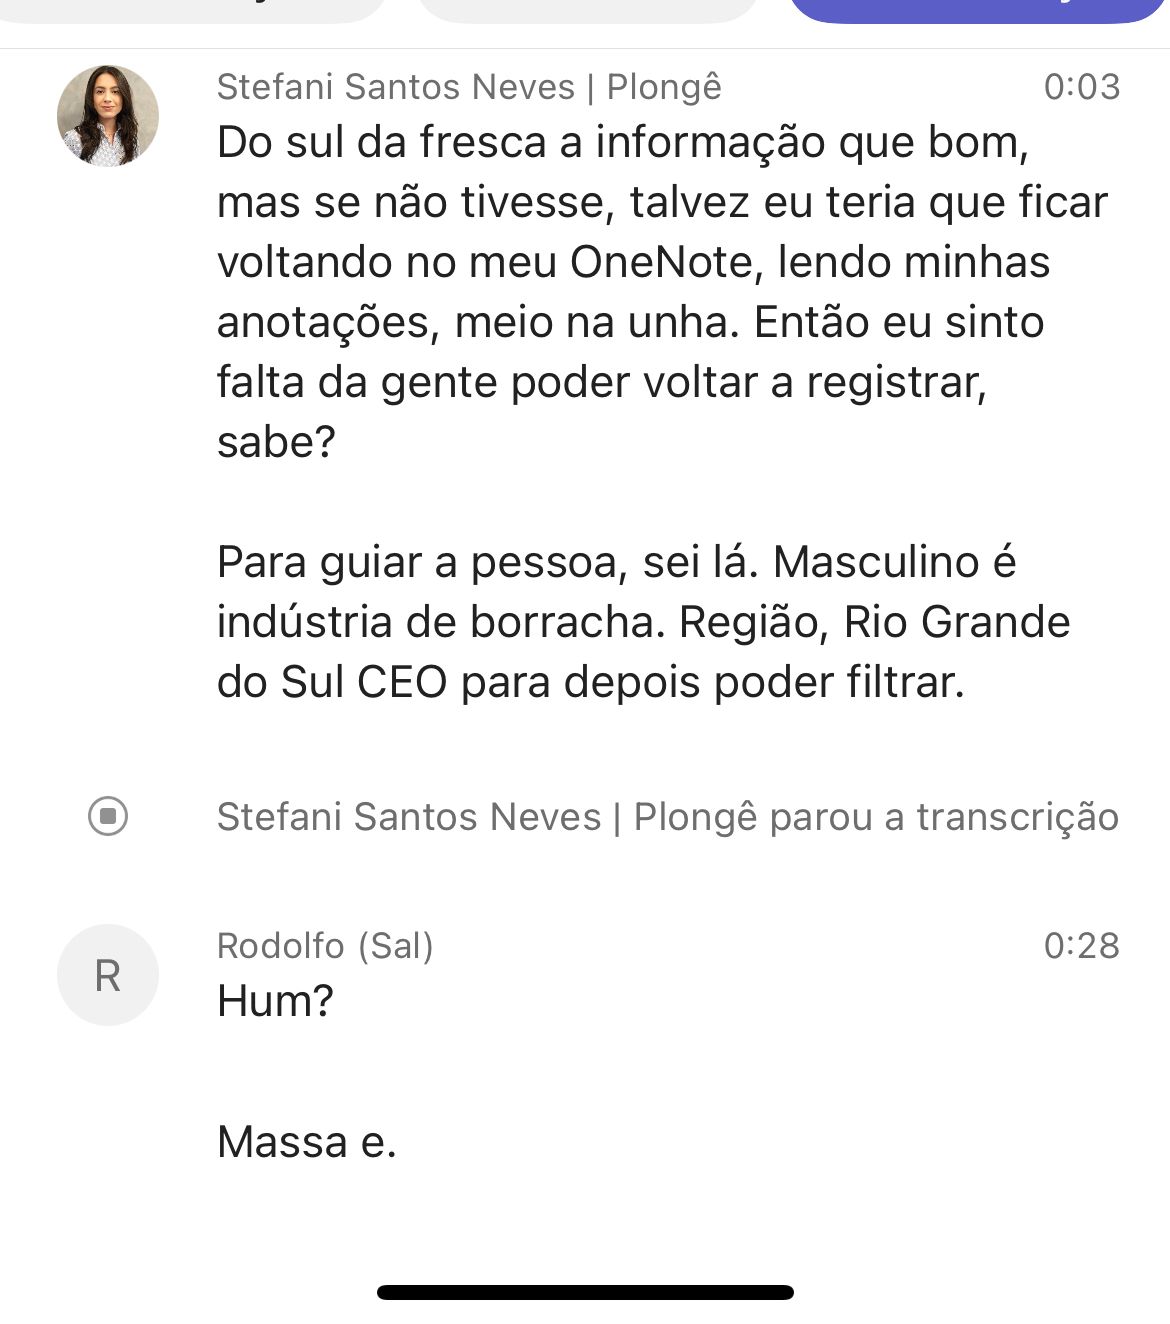 Stefani Santos Neves | Plongê
0:03
Do sul da fresca a informação que bom,
mas se não tivesse, talvez eu teria que ficar
voltando no meu OneNote, lendo minhas
anotações, meio na unha. Então eu sinto
falta da gente poder voltar a registrar,
sabe?
Para guiar a pessoa, sei lá. Masculino é
indústria de borracha. Região, Rio Grande
do Sul CEO para depois poder filtrar.
Stefani Santos Neves | Plongê parou a transcrição
R
Rodolfo (Sal)
0:28
Hum?
Massa e.